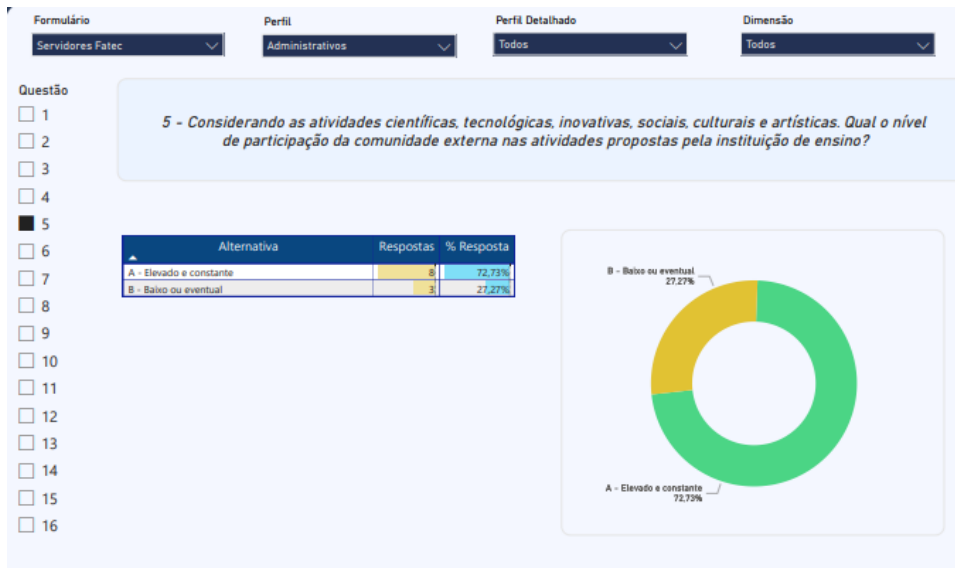 Formulário
Perfil
Perfil Detalhado
Dimensão
Servidores Fatec
Administrativos
Todos
Todos
Questão
1
2
3
4
5
6
7
8
9
10
11
12
13
14
15
16
5 - Considerando as atividades científicas, tecnológicas, inovativas, sociais, culturais e artísticas. Qual o nível
de participação da comunidade externa nas atividades propostas pela instituição de ensino?
Alternativa Respostas % Resposta
A - Elevado e constante 8 72,73%
B - Baixo ou eventual 3 27,27%
B - Baixo ou eventual
27,27%
A - Elevado e constante
72,73%